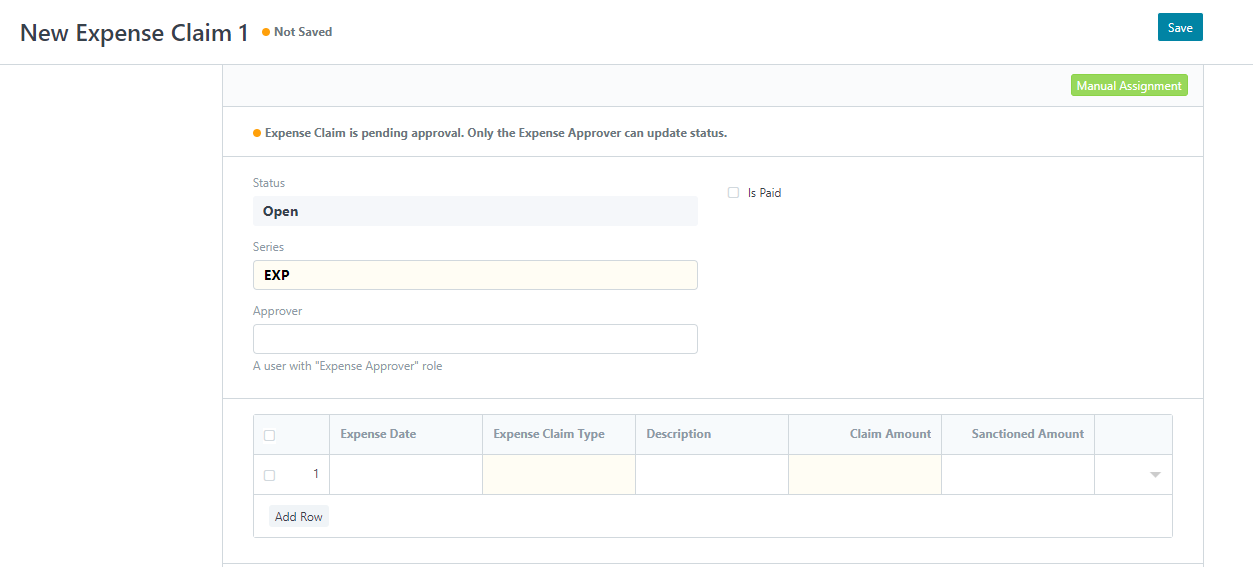 New Expense Claim 1 Not Saved Save
Manual Assignment
Expense Claim is pending approval. Only the Expense Approver can update status.
Status
Is Paid
Open
Series
EXP
Approver
A user with "Expense Approver" role
Expense Date Expense Claim Type Description Claim Amount Sanctioned Amount
1
Add Row